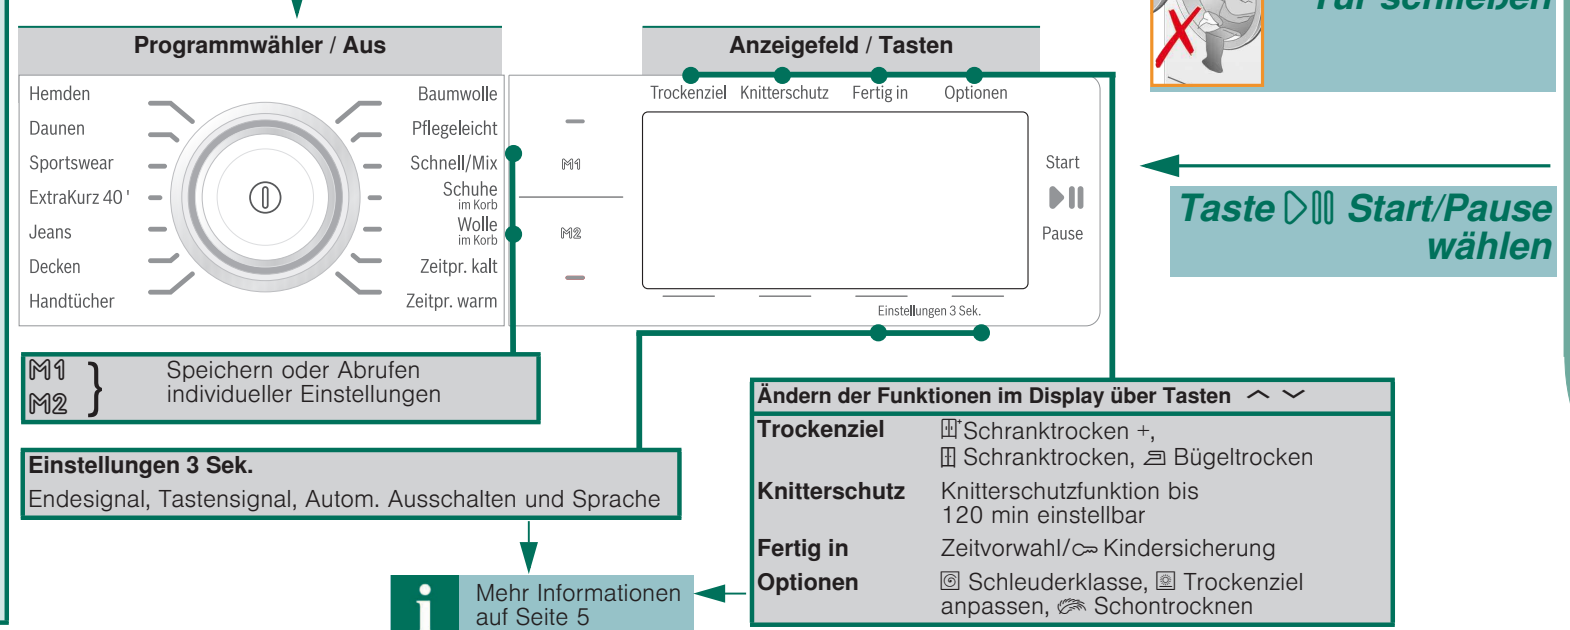 Tür schließen
Programmwähler / Aus
Anzeigefeld / Tasten
Hemden
Daunen
Sportswear
ExtraKurz 40 '
Jeans
Decken
Handtücher
Baumwolle
Pflegeleicht
Schnell/Mix
Schuhe
im Korb
Wolle
im Korb
Zeitpr. kalt
Zeitpr. warm
M1
M2
Trockenziel Knitterschutz Fertig in Optionen
Einstellungen 3 Sek.
Start
Pause
Taste Start/Pause
wählen
M1
M2
Speichern oder Abrufen
individueller Einstellungen
Einstellungen 3 Sek.
Endesignal, Tastensignal, Autom. Ausschalten und Sprache
i
Mehr Informationen
auf Seite 5
Ändern der Funktionen im Display über Tasten
Trockenziel Schranktrocken +,
Schranktrocken, Bügeltrocken
Knitterschutz Knitterschutzfunktion bis
120 min einstellbar
Fertig in Zeitvorwahl/ Kindersicherung
Optionen Schleuderklasse, Trockenziel
anpassen, Schontrocknen